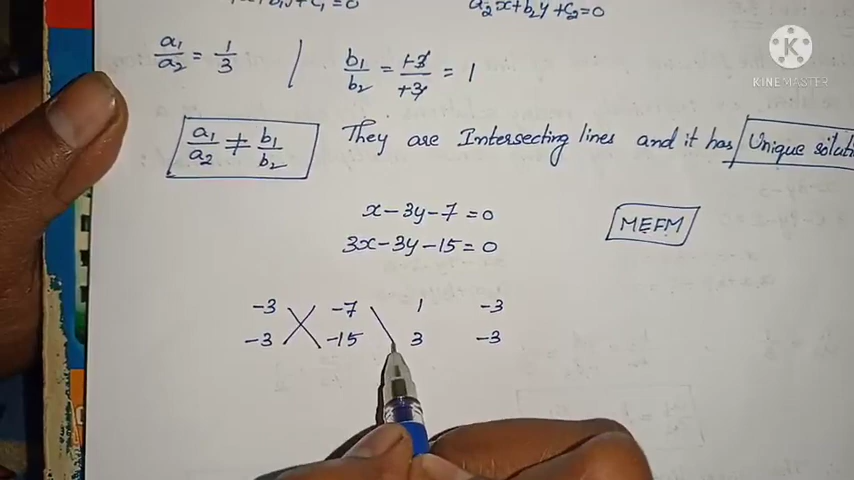 a₂x+b₂y+c₂=0
a₁/a₂ = 1/3 / b₁/b₂ = +3/+3 = 1
K
KINEMASTER
a₁/a₂ ≠ b₁/b₂ They are Intersecting lines and it has Unique
x-3y-7=0
3x-3y-15=0 MEFM
-3 -7 1 -3
-3 -15 3 -3